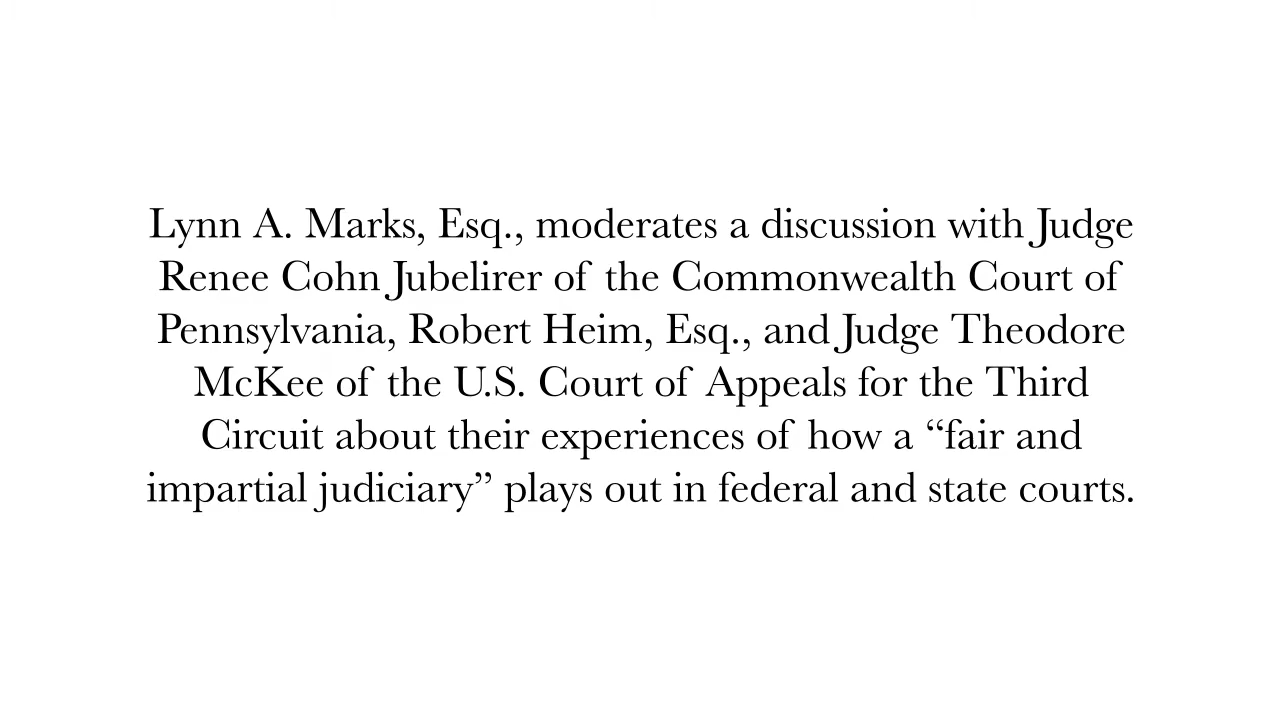 Lynn A. Marks, Esq., moderates a discussion with Judge
Renee Cohn Jubelirer of the Commonwealth Court of
Pennsylvania, Robert Heim, Esq., and Judge Theodore
McKee of the U.S. Court of Appeals for the Third
Circuit about their experiences of how a “fair and
impartial judiciary” plays out in federal and state courts.